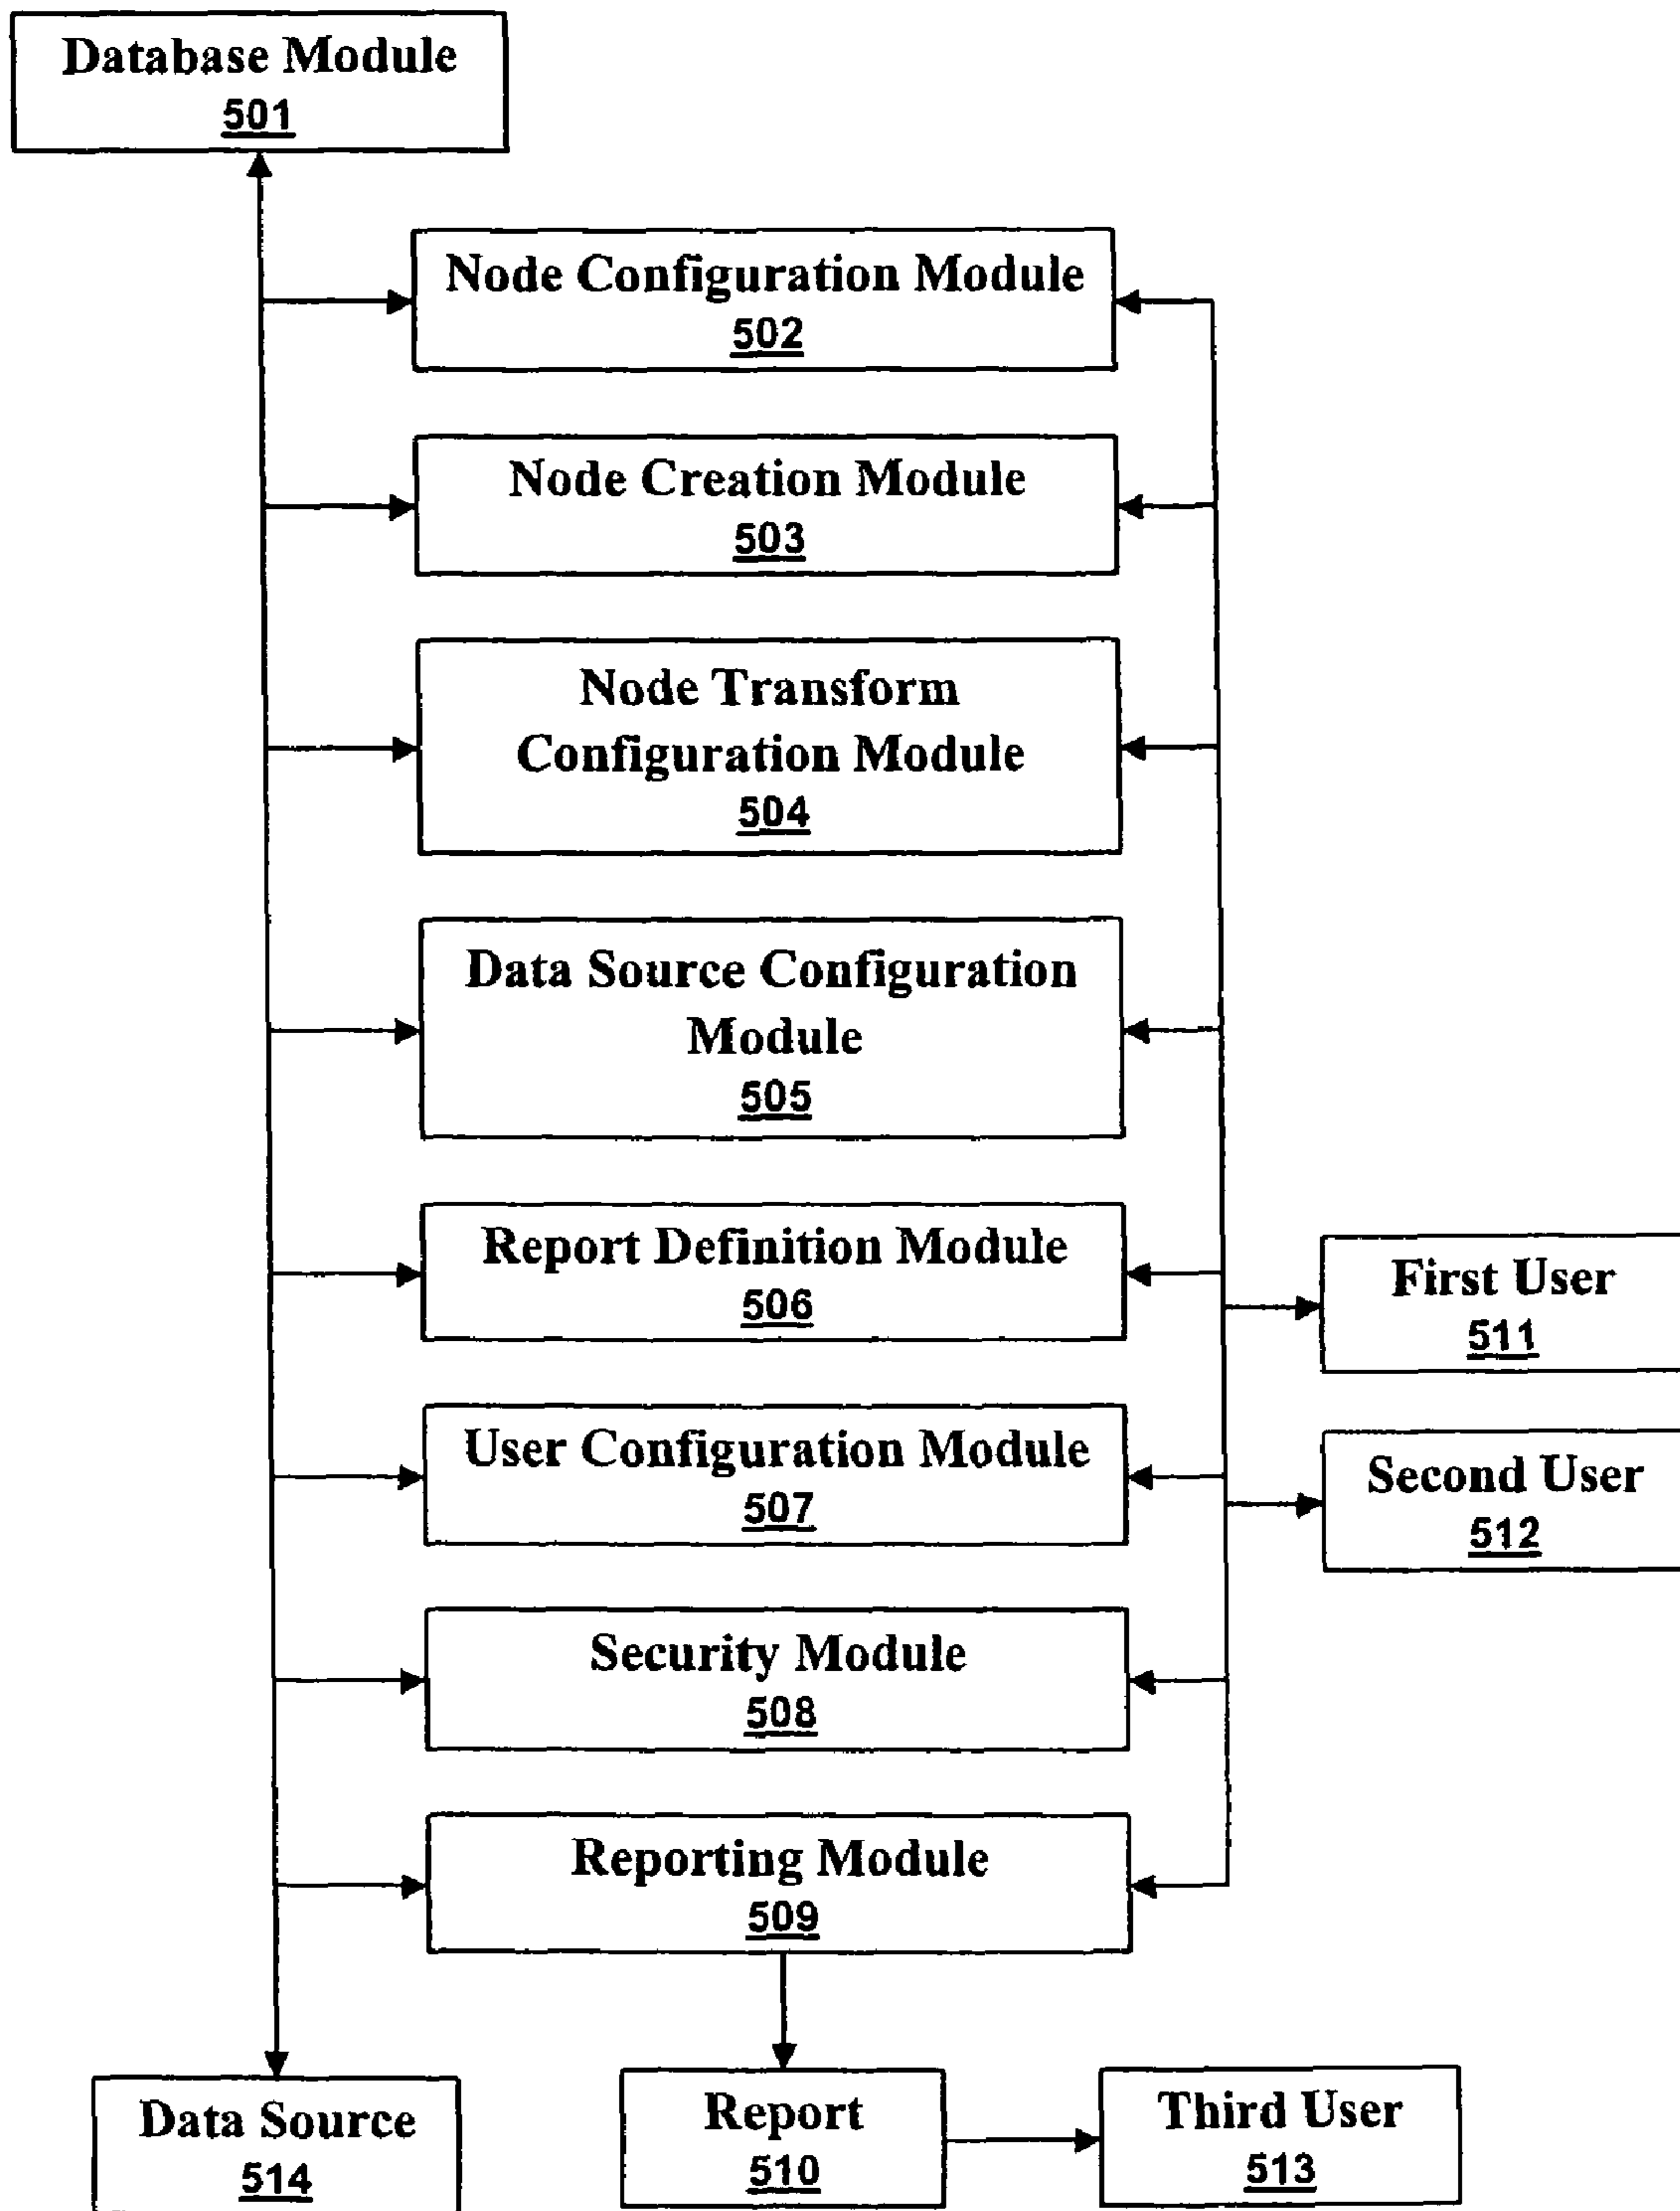 Database Module
501
Node Configuration Module
502
Node Creation Module
503
Node Transform
Configuration Module
504
Data Source Configuration
Module
505
Report Definition Module
506
First User
511
User Configuration Module
507
Second User
512
Security Module
508
Reporting Module
509
Data Source
514
Report
510
Third User
513